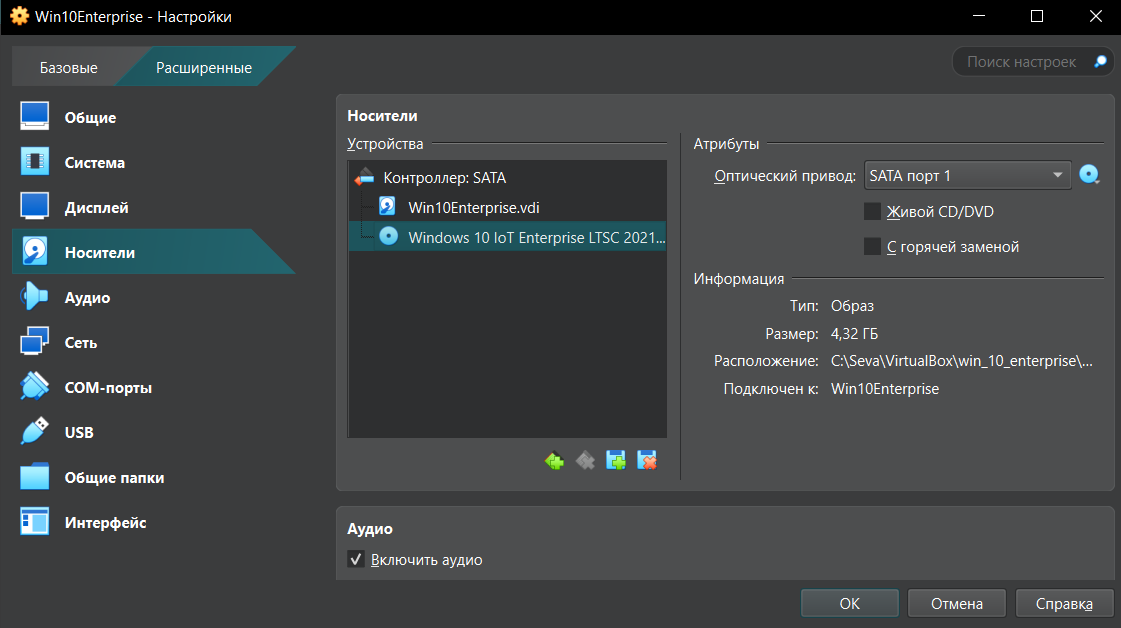 Win10Enterprise - Настройки
Базовые
Расширенные
Поиск настроек
Общие
Система
Дисплей
Носители
Аудио
Сеть
COM-порты
USB
Общие папки
Интерфейс
Носители
Устройства
Контроллер: SATA
Win10Enterprise.vdi
Windows 10 IoT Enterprise LTSC 2021...
Атрибуты
Оптический привод: SATA порт 1
Живой CD/DVD
С горячей заменой
Информация
Тип: Образ
Размер: 4,32 ГБ
Расположение: C:\Seva\VirtualBox\win_10_enterprise\...
Подключен к: Win10Enterprise
Аудио
Включить аудио
OK
Отмена
Справка